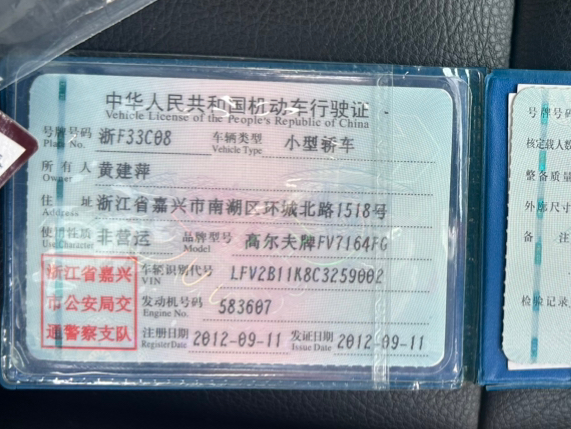 中华人民共和国机动车行驶证
Vehicle License of the People's Republic of China
号牌号码 浙F33C08 车辆类型 小型轿车
Plate No. Vehicle Type
所有人 黄建萍
Owner
住址 浙江省嘉兴市南湖区环城北路1518号
Address
使用性质 非营运 品牌型号 高尔夫牌FV7164FG
Use Character Model
浙江省嘉兴
市公安局交
通警察支队
车辆识别代号 LFV2B11K8C3259002
VIN
发动机号码 583607
Engine No.
注册日期 2012-09-11 发证日期 2012-09-11
Register Date Issue Date
号牌号码
核定载人数
整备质量
外廓尺寸
备注
检验记录